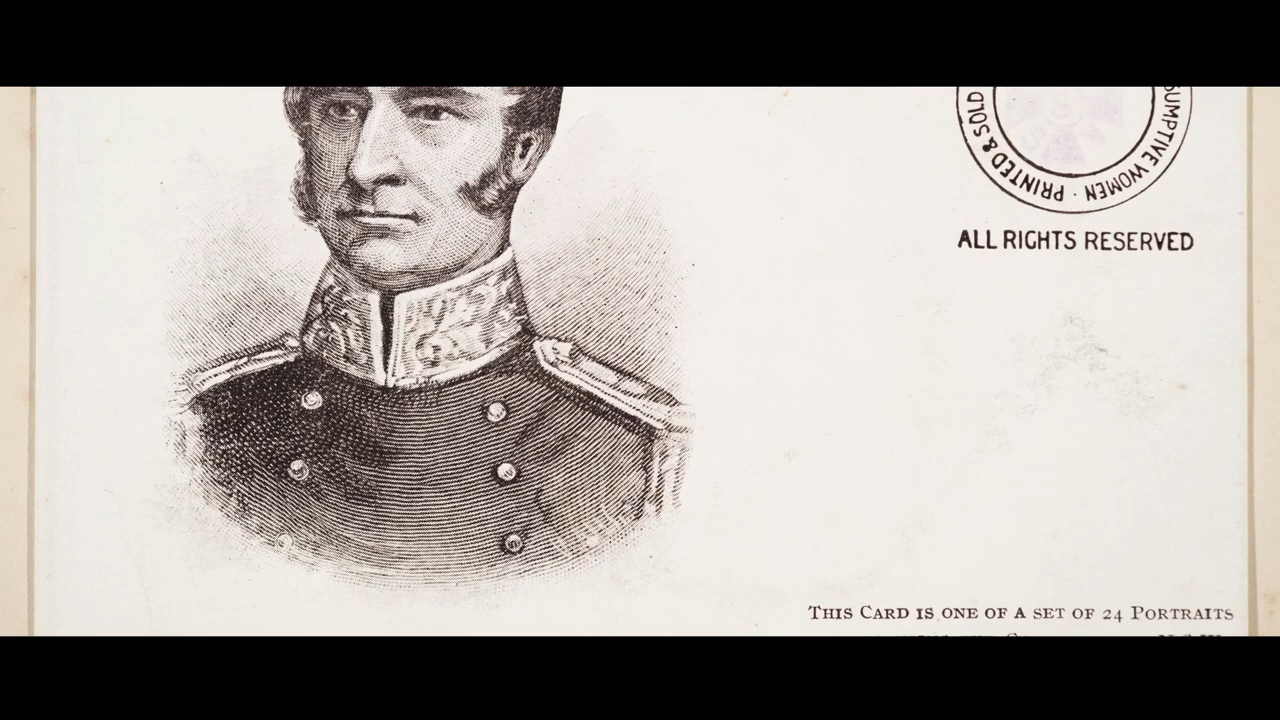 PRINTED & SOLD
SUMPTIVE WOMEN ·
ALL RIGHTS RESERVED
THIS CARD IS ONE OF A SET OF 24 PORTRAITS